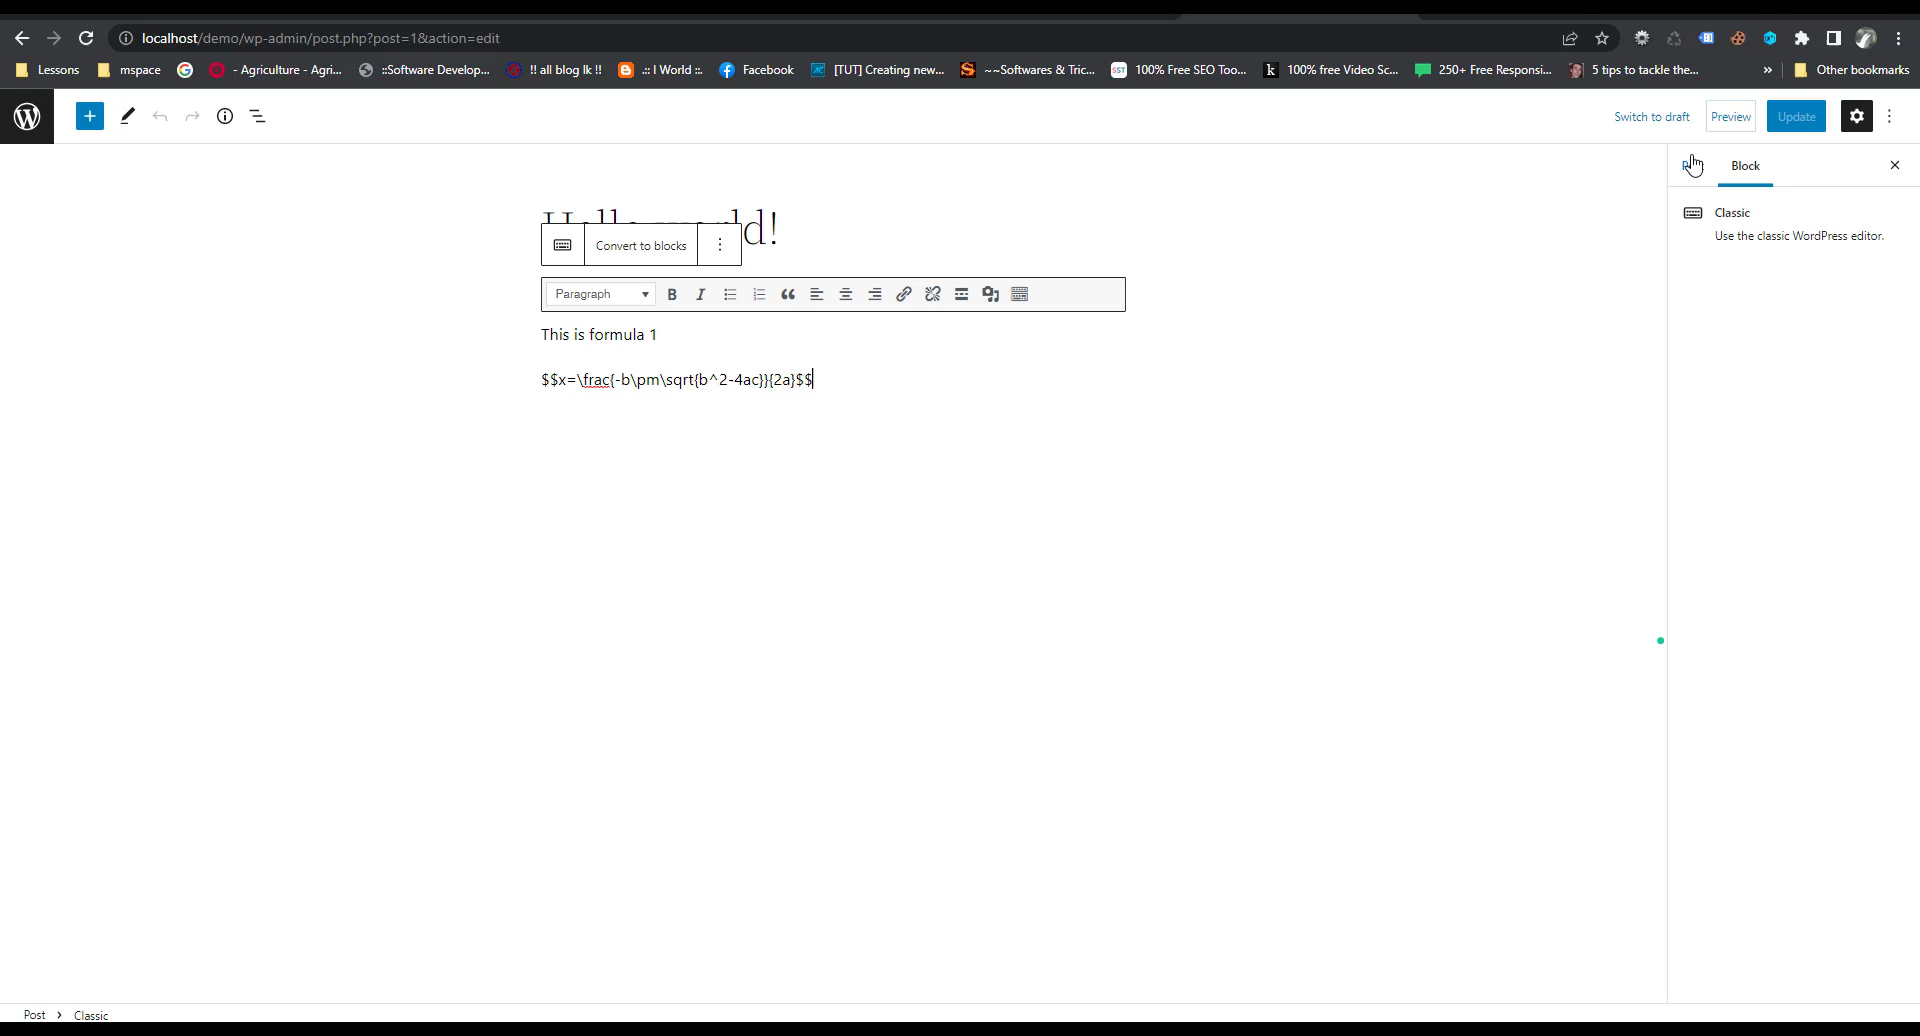 localhost/demo/wp-admin/post.php?post=1&action=edit
Lessons mspace - Agriculture - Agri... ::Software Develop... !! all blog lk !! .:: I World ::. Facebook [TUT] Creating new... ~~Softwares & Tric... SST 100% Free SEO Too... k 100% free Video Sc... 250+ Free Responsi... 5 tips to tackle the... » Other bookmarks
Switch to draft Preview Update
Block
Classic
Use the classic WordPress editor.
Hello world!
Convert to blocks
Paragraph B I
This is formula 1
$$x=\frac{-b\pm\sqrt{b^2-4ac}}{2a}$$
Post > Classic